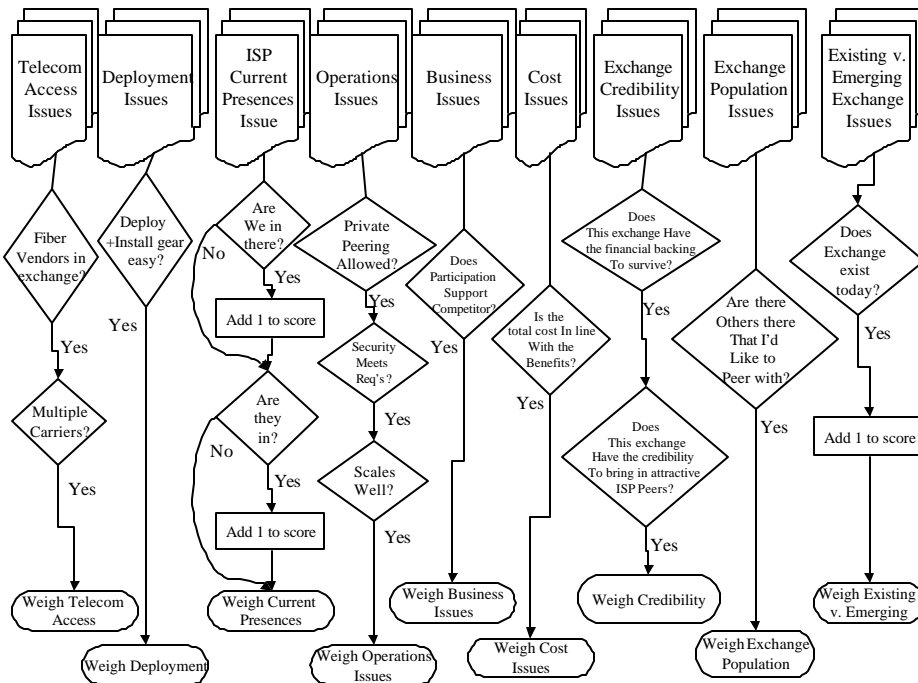 Telecom
Access
Issues
Fiber
Vendors in
exchange?
Yes
Multiple
Carriers?
Yes
Weigh Telecom
Access
Deployment
Issues
Deploy
+Install gear
easy?
Yes
Weigh Deployment
ISP
Current
Presences
Issue
Are
We in
there?
No
Yes
Add 1 to score
Are
they
in?
No
Yes
Add 1 to score
Weigh Current
Presences
Operations
Issues
Private
Peering
Allowed?
Yes
Security
Meets
Req's?
Yes
Scales
Well?
Yes
Weigh Operations
Issues
Business
Issues
Does
Participation
Support
Competitor?
Yes
Weigh Business
Issues
Cost
Issues
Is the
total cost In line
With the
Benefits?
Yes
Weigh Cost
Issues
Exchange
Credibility
Issues
Does
This exchange Have
the financial backing
To survive?
Yes
Does
This exchange
Have the credibility
To bring in attractive
ISP Peers?
Yes
Weigh Credibility
Exchange
Population
Issues
Are there
Others there
That I'd
Like to
Peer with?
Yes
Weigh Exchange
Population
Existing v.
Emerging
Exchange
Issues
Does
Exchange
exist
today?
Yes
Add 1 to score
Yes
Weigh Existing
v. Emerging